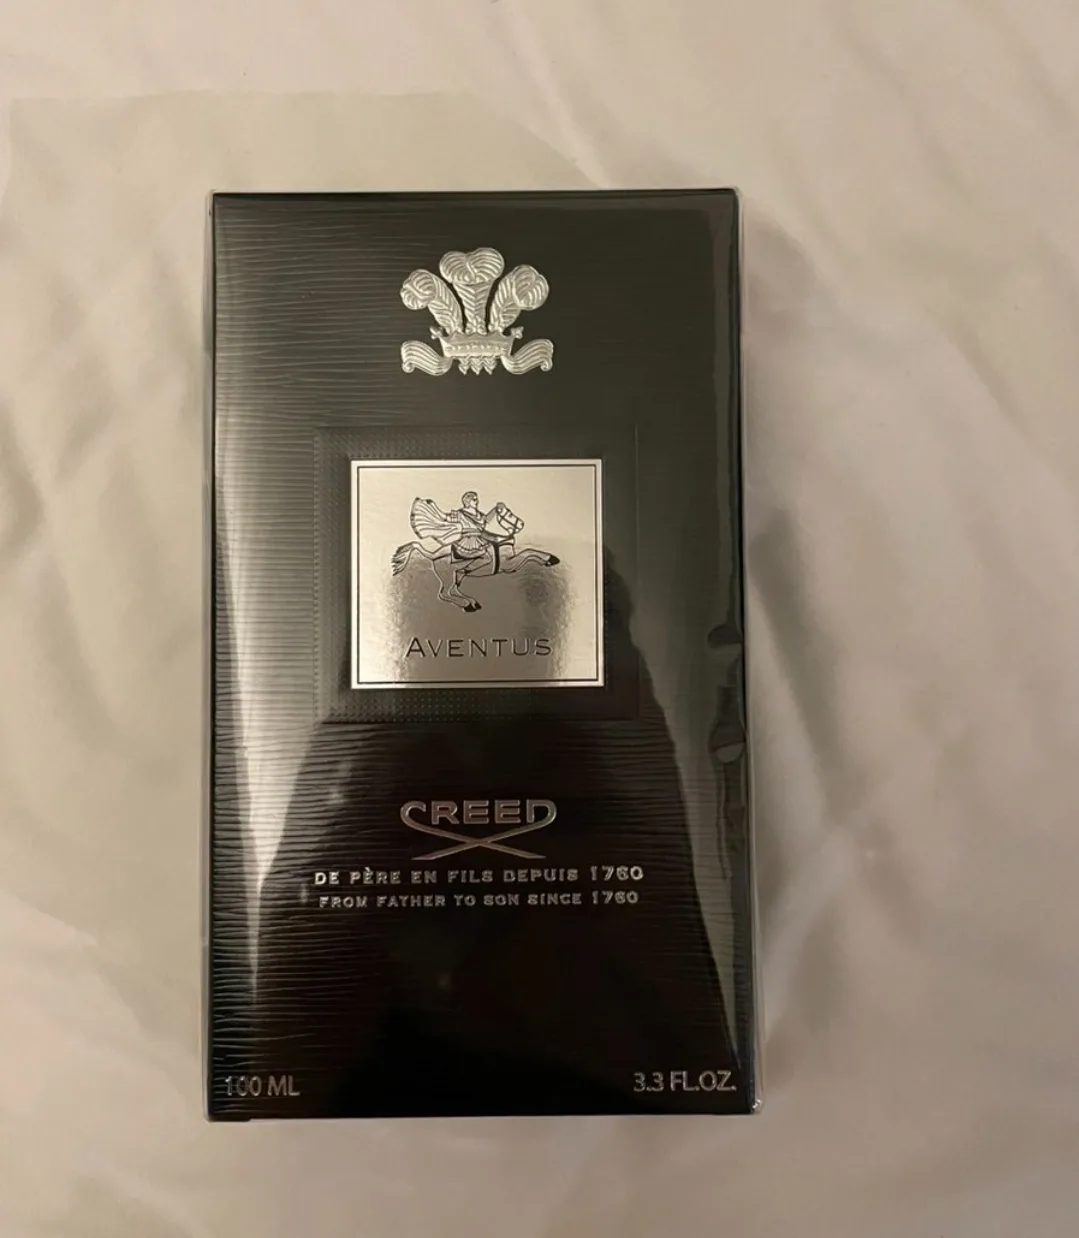 AVENTUS
CREED
DE PÈRE EN FILS DEPUIS 1760
FROM FATHER TO SON SINCE 1760
100 ML
3.3 FL.OZ.